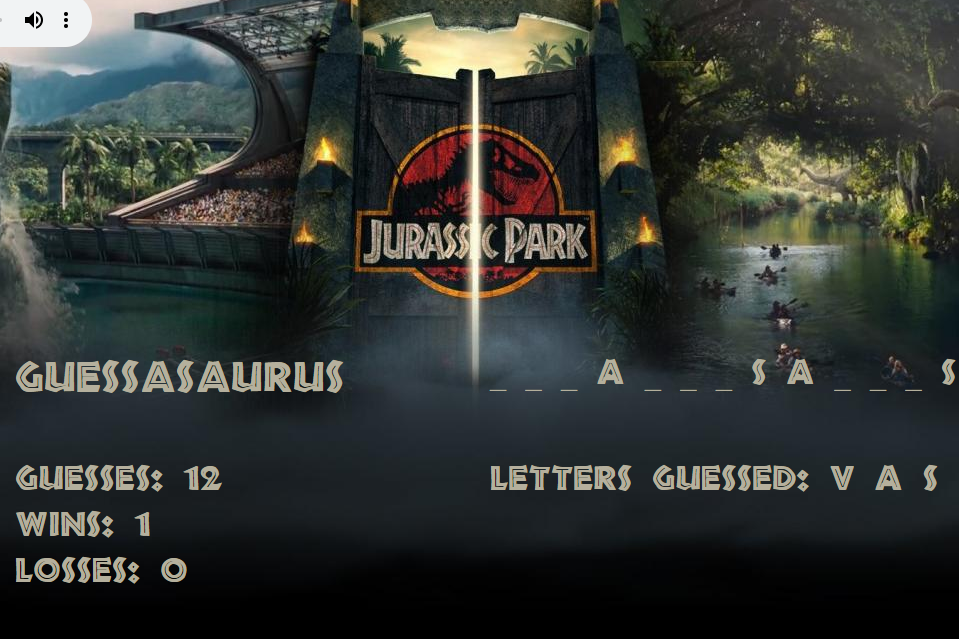 JURASSIC PARK
GUESSASAURUS
_ _ _ A _ _ _ S A _ _ _ S
GUESSES: 12
LETTERS GUESSED: V A S
WINS: 1
LOSSES: 0